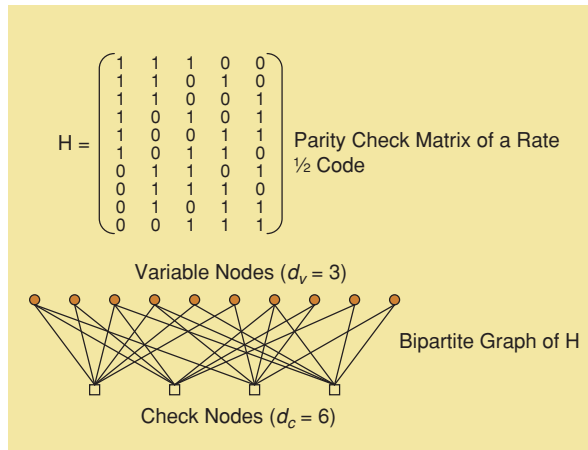 1 1 1 0 0
1 1 0 1 0
1 1 0 0 1
1 0 1 0 1
H = 1 0 0 1 1 Parity Check Matrix of a Rate
1 0 1 1 0 ½ Code
0 1 1 0 1
0 1 1 1 0
0 1 0 1 1
0 0 1 1 1
Variable Nodes (dv = 3)
Bipartite Graph of H
Check Nodes (dc = 6)